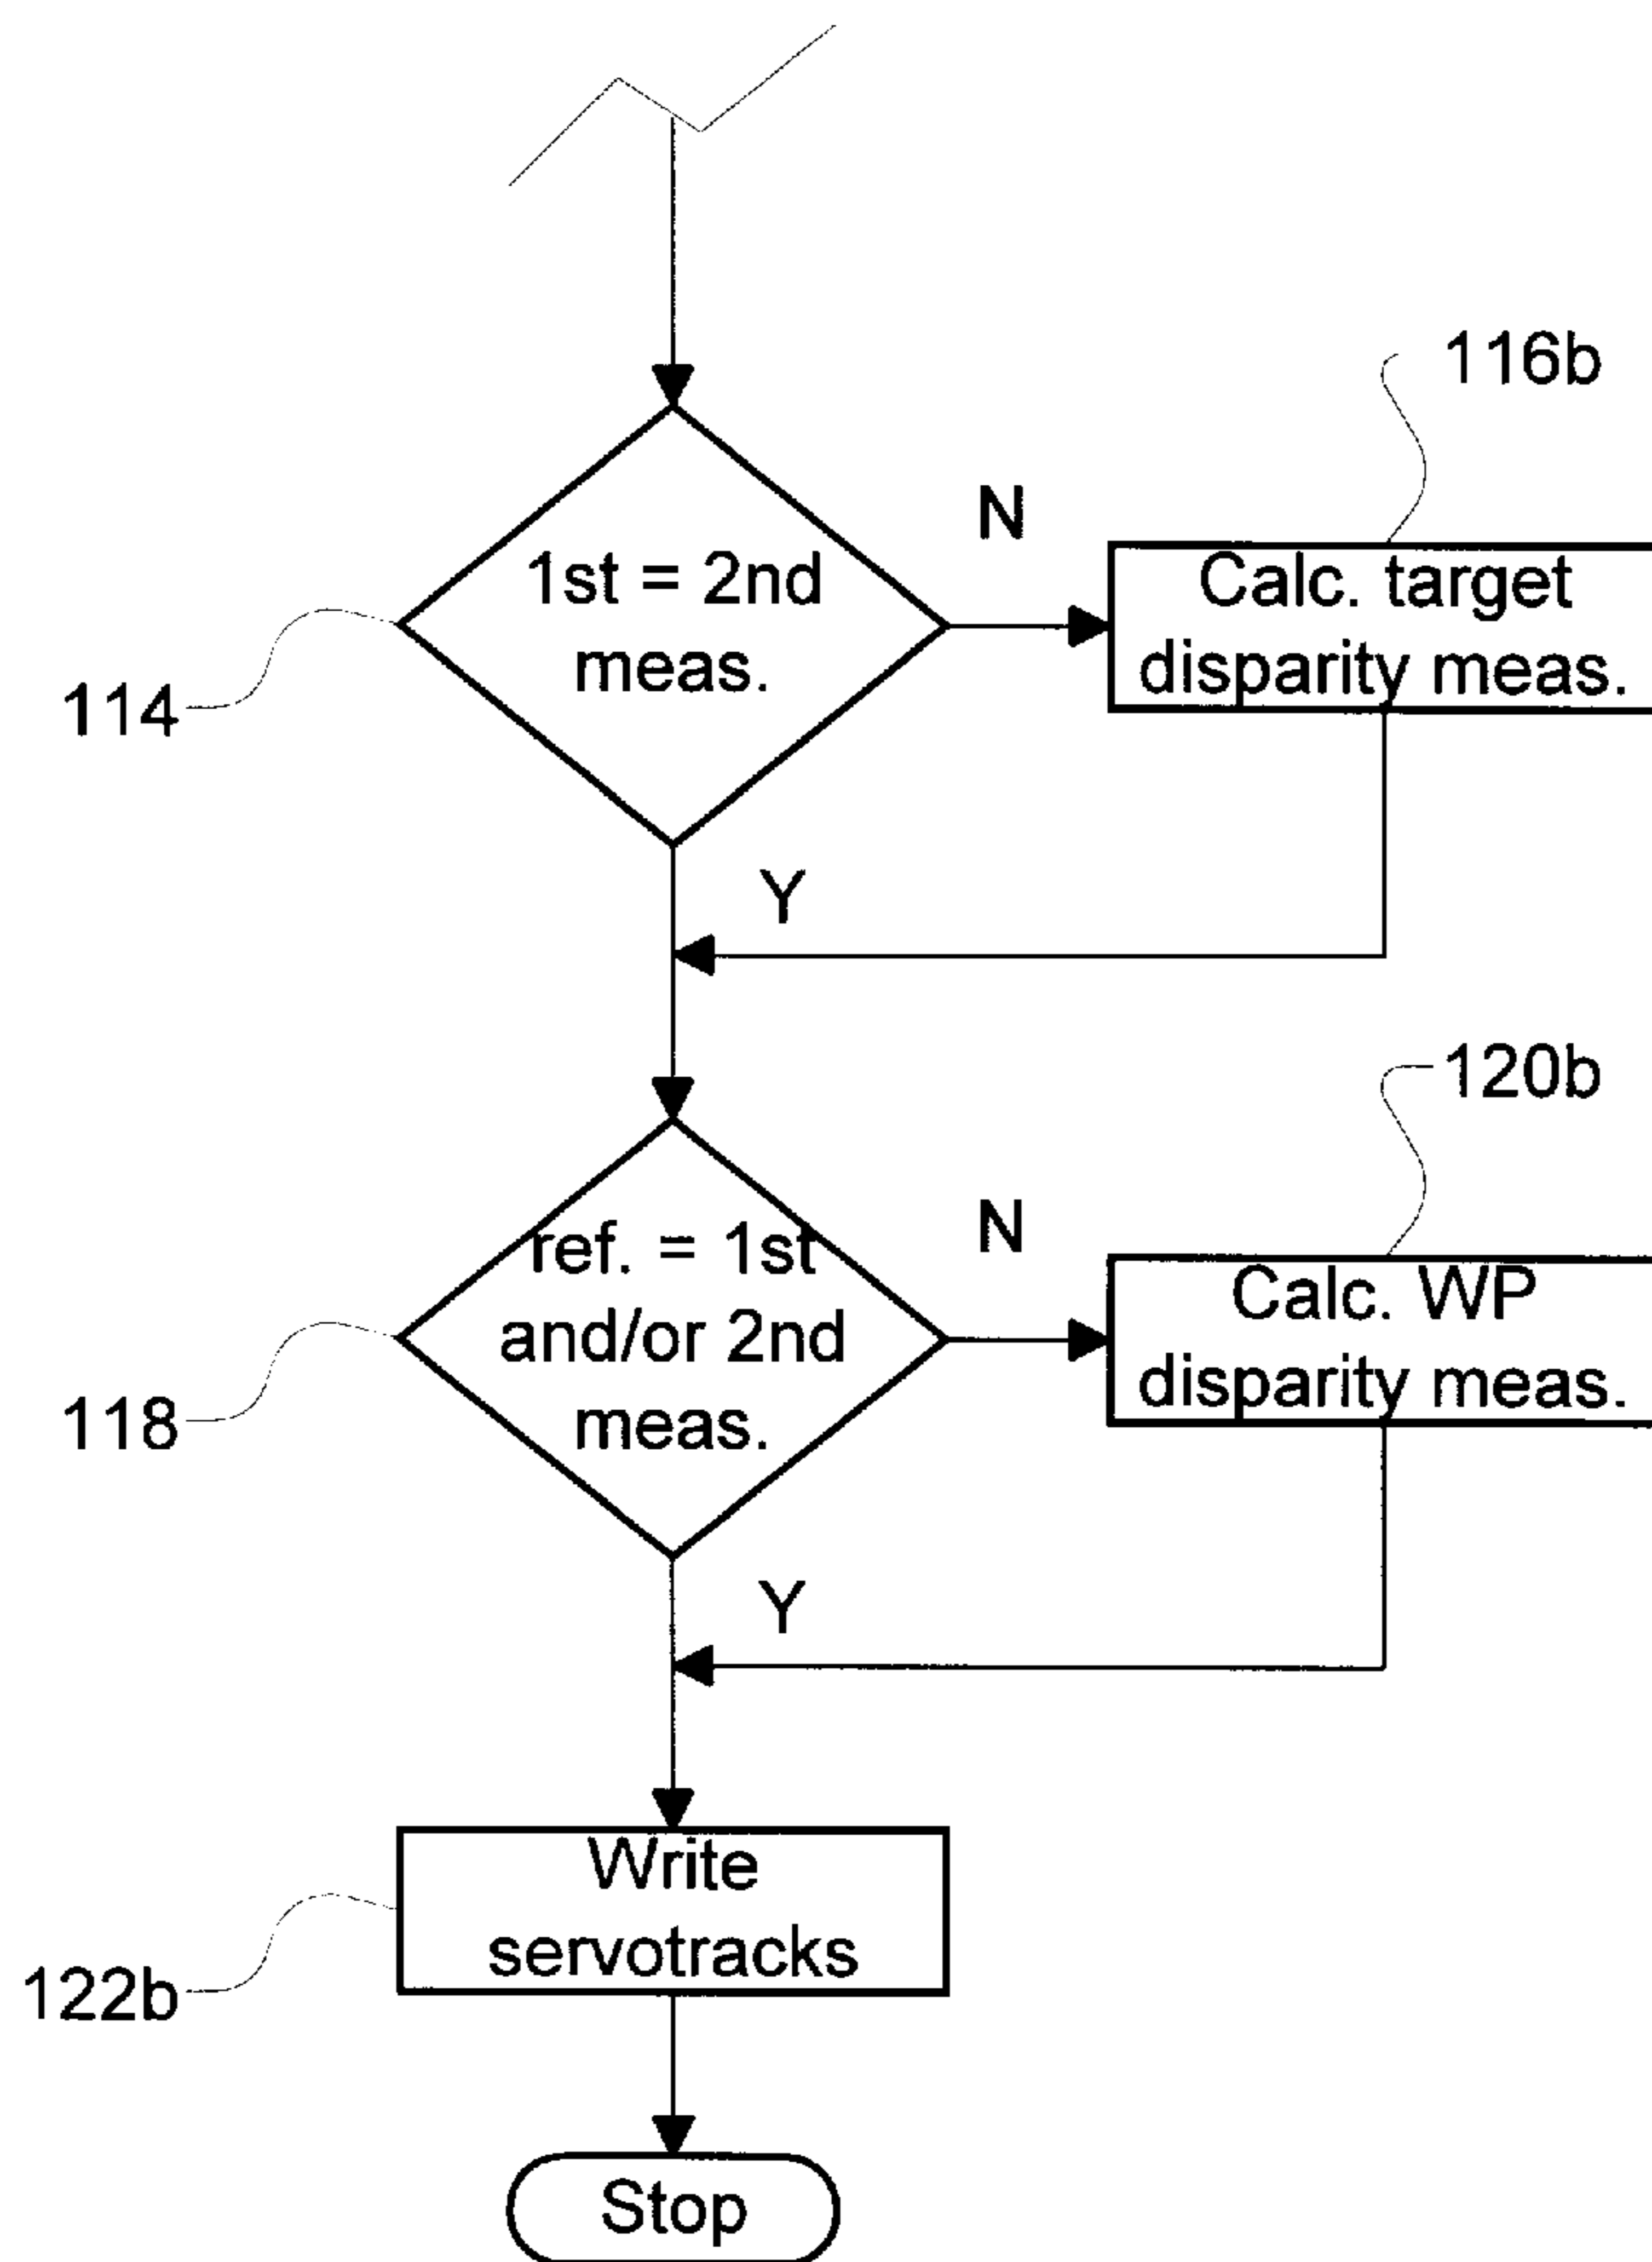 116b
N
1st = 2nd
meas.
Calc. target
disparity meas.
114
Y
120b
N
ref. = 1st
and/or 2nd
meas.
Calc. WP
disparity meas.
118
Y
Write
servotracks
122b
Stop